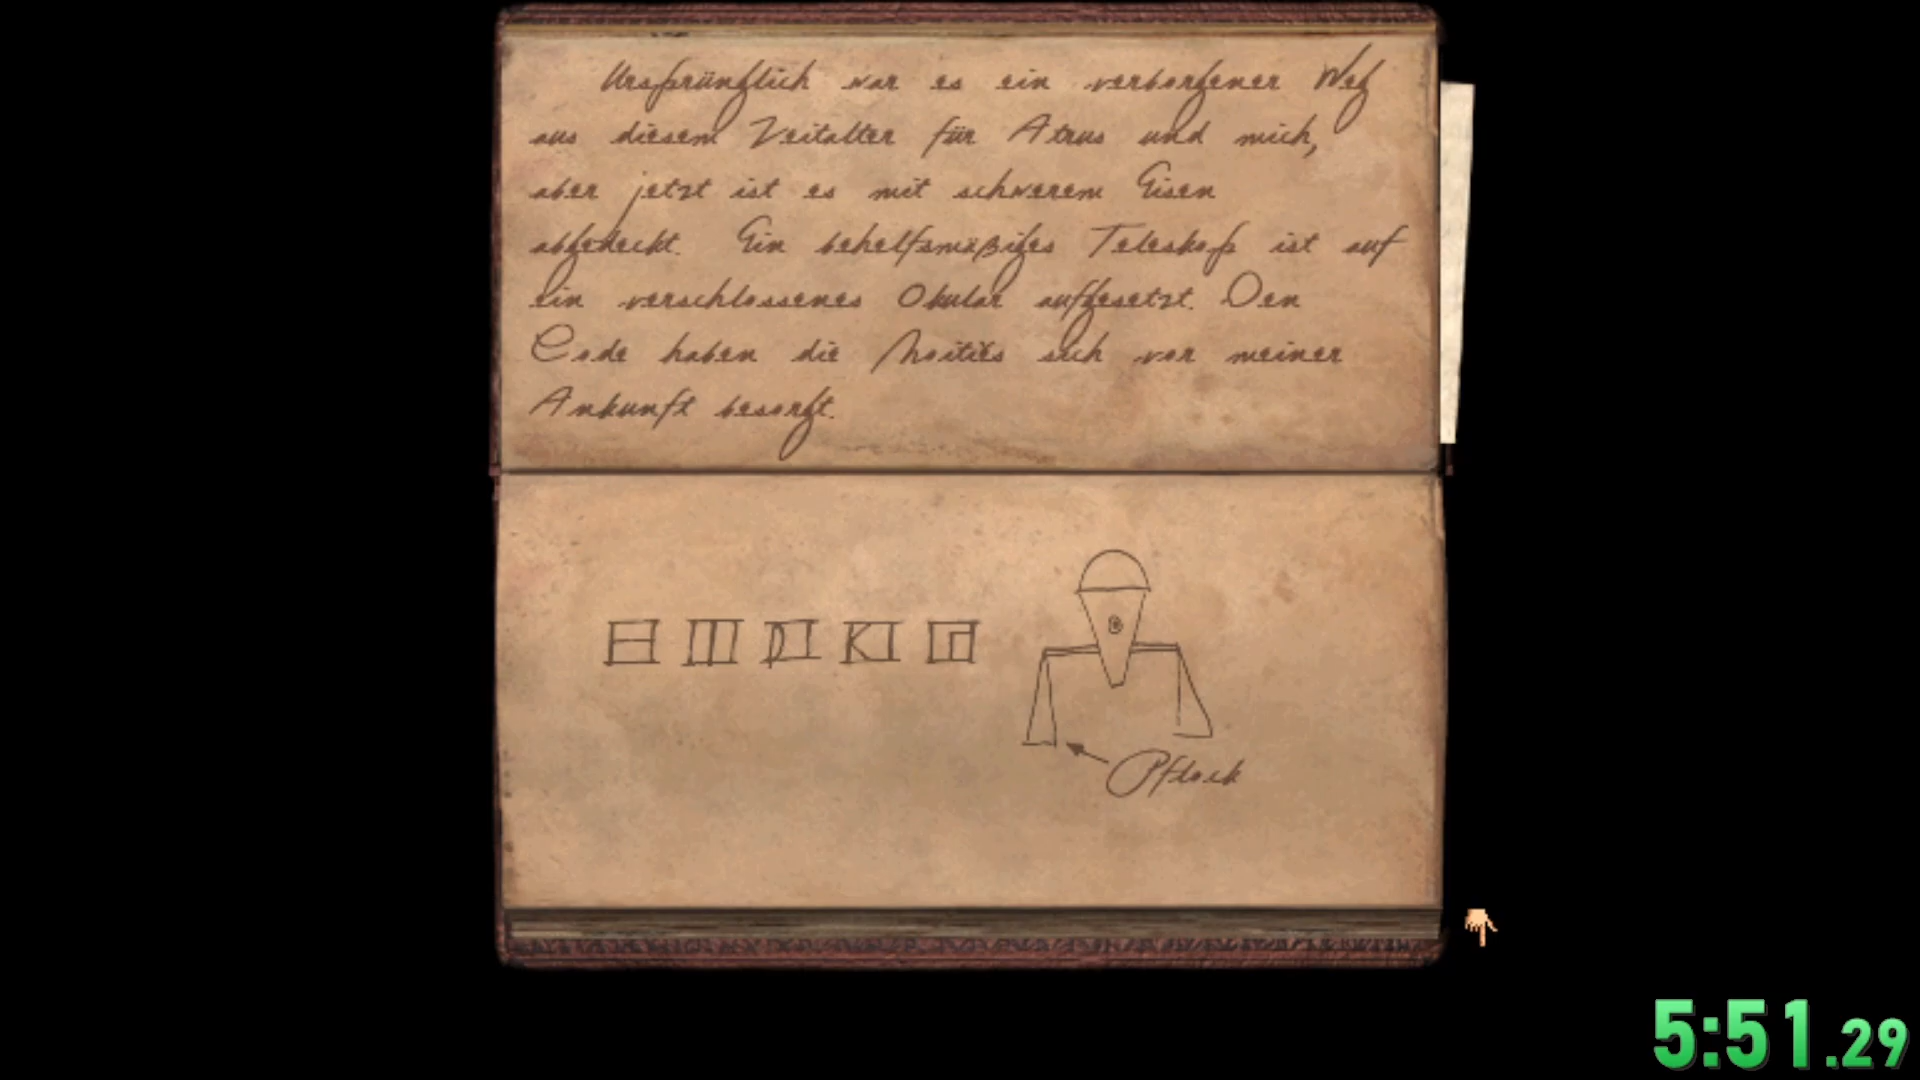 Ursprünglich war es ein verborgener Weg
aus diesem Zeitalter für Atrus und mich,
aber jetzt ist es mit schwerem Eisen
abgedeckt. Ein behelfsmäßiges Teleskop ist auf
ein verschlossenes Okular aufgesetzt. Den
Code haben die Moitiés sich vor meiner
Ankunft besorgt.
Pflock
5:51.29